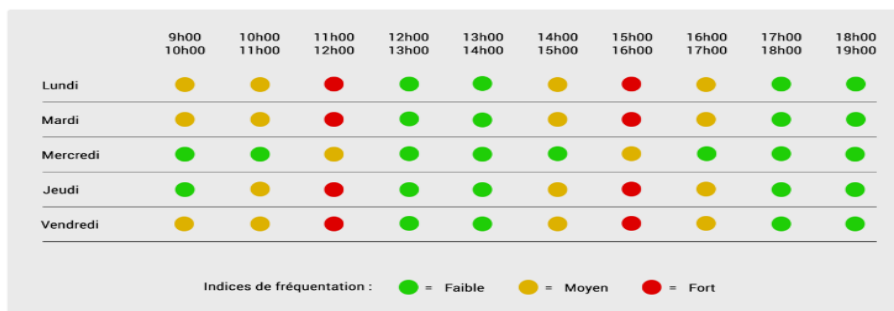 9h00 10h00 11h00 12h00 13h00 14h00 15h00 16h00 17h00 18h00
10h00 11h00 12h00 13h00 14h00 15h00 16h00 17h00 18h00 19h00
Lundi
Mardi
Mercredi
Jeudi
Vendredi
Indices de fréquentation : = Faible = Moyen = Fort